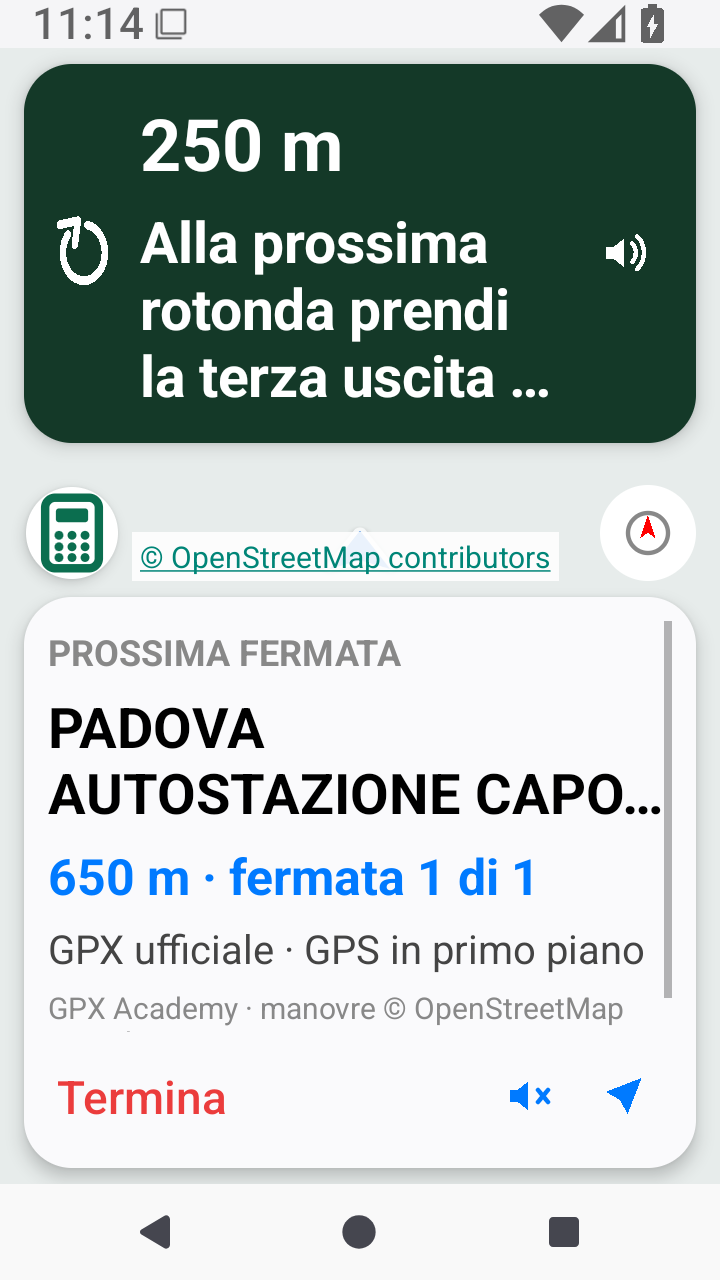 11:14
250 m
Alla prossima
rotonda prendi
la terza uscita ...
© OpenStreetMap contributors
PROSSIMA FERMATA
PADOVA
AUTOSTAZIONE CAPO...
650 m · fermata 1 di 1
GPX ufficiale · GPS in primo piano
GPX Academy · manovre © OpenStreetMap
Termina